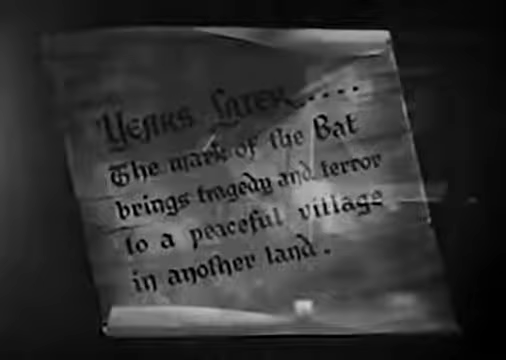 Years Later.....
The mark of the Bat
brings tragedy and terror
to a peaceful village
in another land.